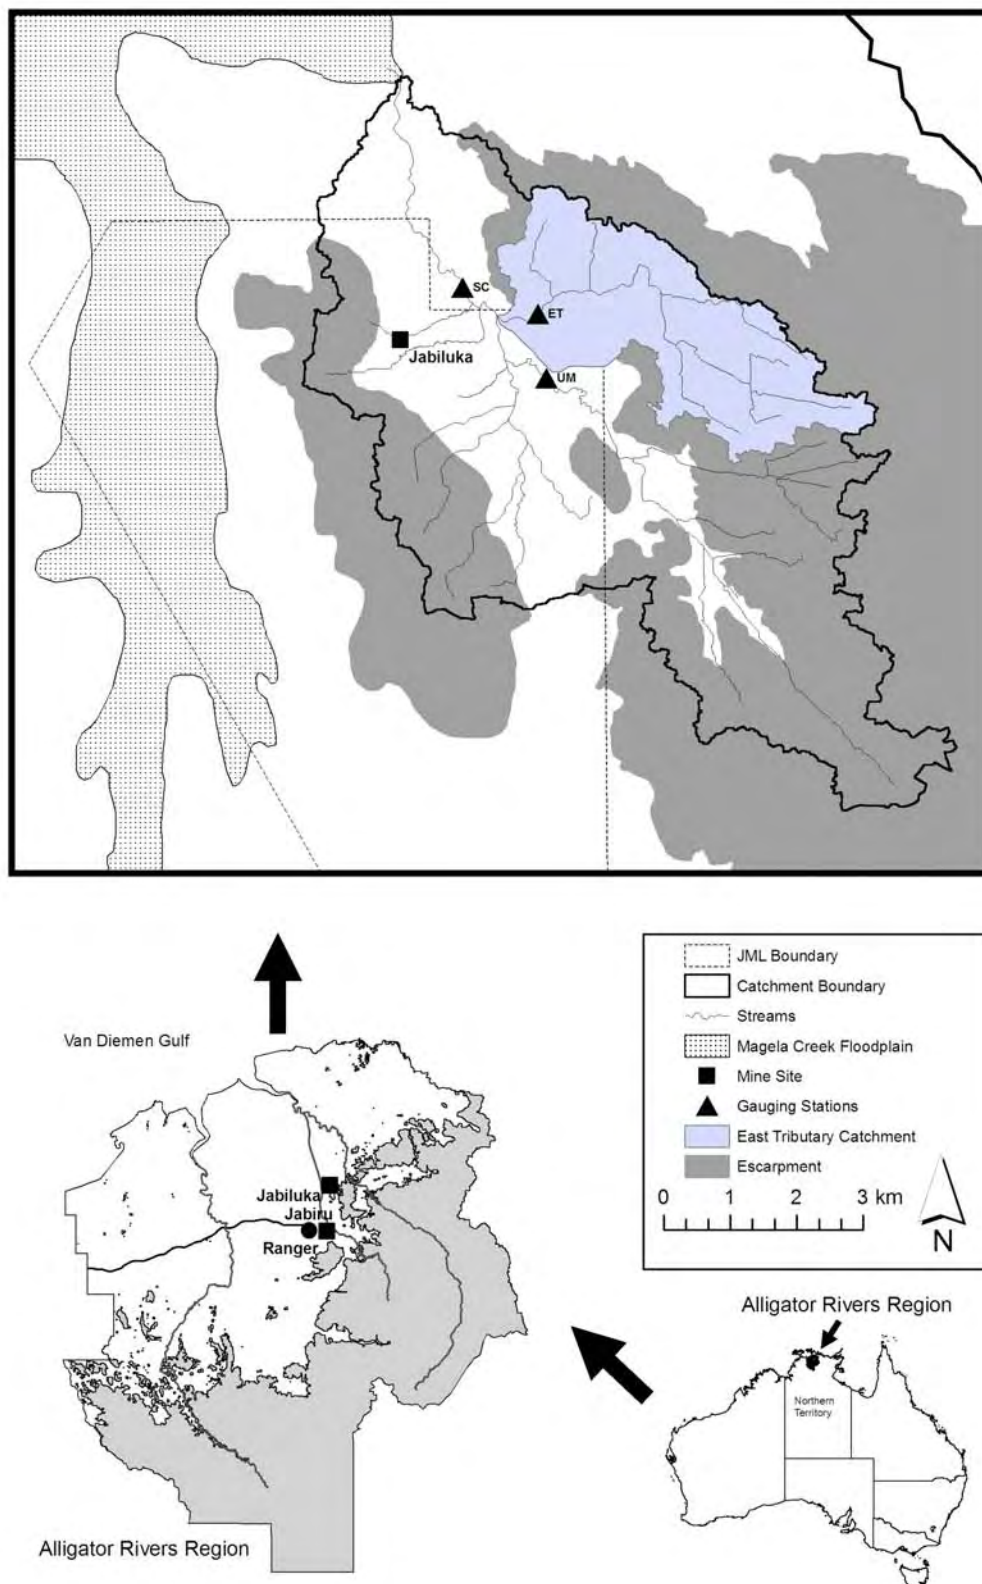 SC
ET
Jabiluka
UM
JML Boundary
Catchment Boundary
Streams
Magela Creek Floodplain
Mine Site
Gauging Stations
East Tributary Catchment
Escarpment
0 1 2 3 km
N
Van Diemen Gulf
Jabiluka
Jabiru
Ranger
Alligator Rivers Region
Alligator Rivers Region
Northern
Territory